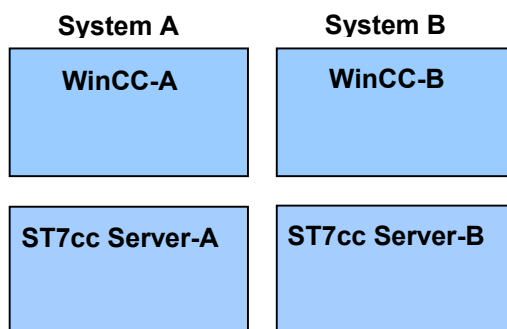 System A System B
WinCC-A WinCC-B
ST7cc Server-A ST7cc Server-B